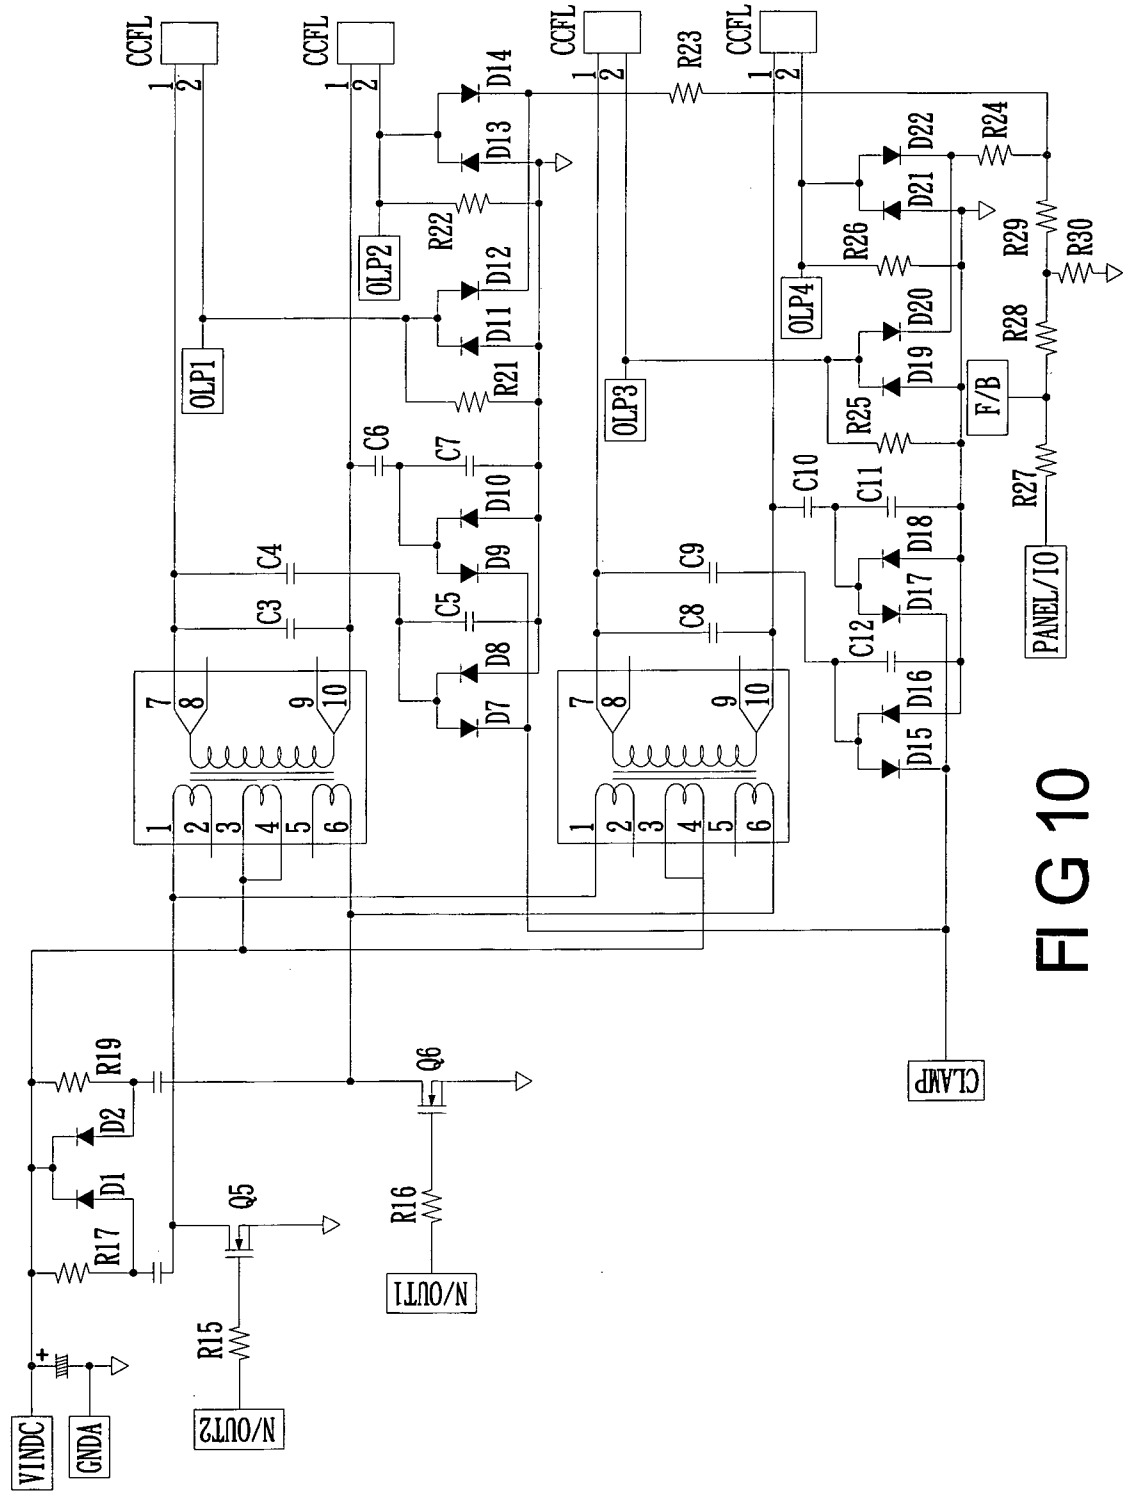 VINDC
GNDA
+
R17
D1
D2
R19
N/OUT2
R15
Q5
N/OUT1
R16
Q6
1
2
3
4
5
6
7
8
9
10
C3
C4
CCFL
1
2
OLP1
CCFL
1
2
OLP2
D7
D8
C5
D9
D10
C7
C6
R21
D11
D12
R22
D13
D14
1
2
3
4
5
6
7
8
9
10
C8
C9
CCFL
1
2
OLP3
CCFL
1
2
OLP4
R23
CLAMP
D15
D16
C12
D17
D18
C11
C10
R25
D19
D20
R26
D21
D22
R24
PANEL/IO
R27
F/B
R28
R29
R30
FIG 10